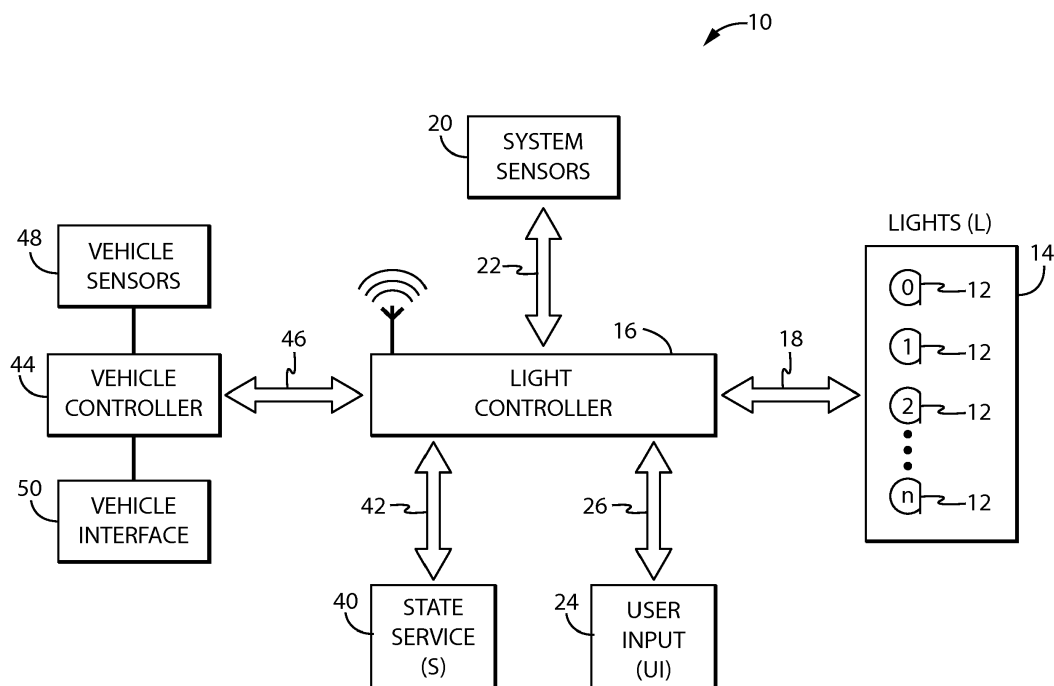 10
20
SYSTEM
SENSORS
LIGHTS (L)
48
VEHICLE
SENSORS
22
14
0
12
1
12
2
12
n
12
44
VEHICLE
CONTROLLER
46
16
LIGHT
CONTROLLER
18
50
VEHICLE
INTERFACE
42
26
40
STATE
SERVICE
(S)
24
USER
INPUT
(UI)